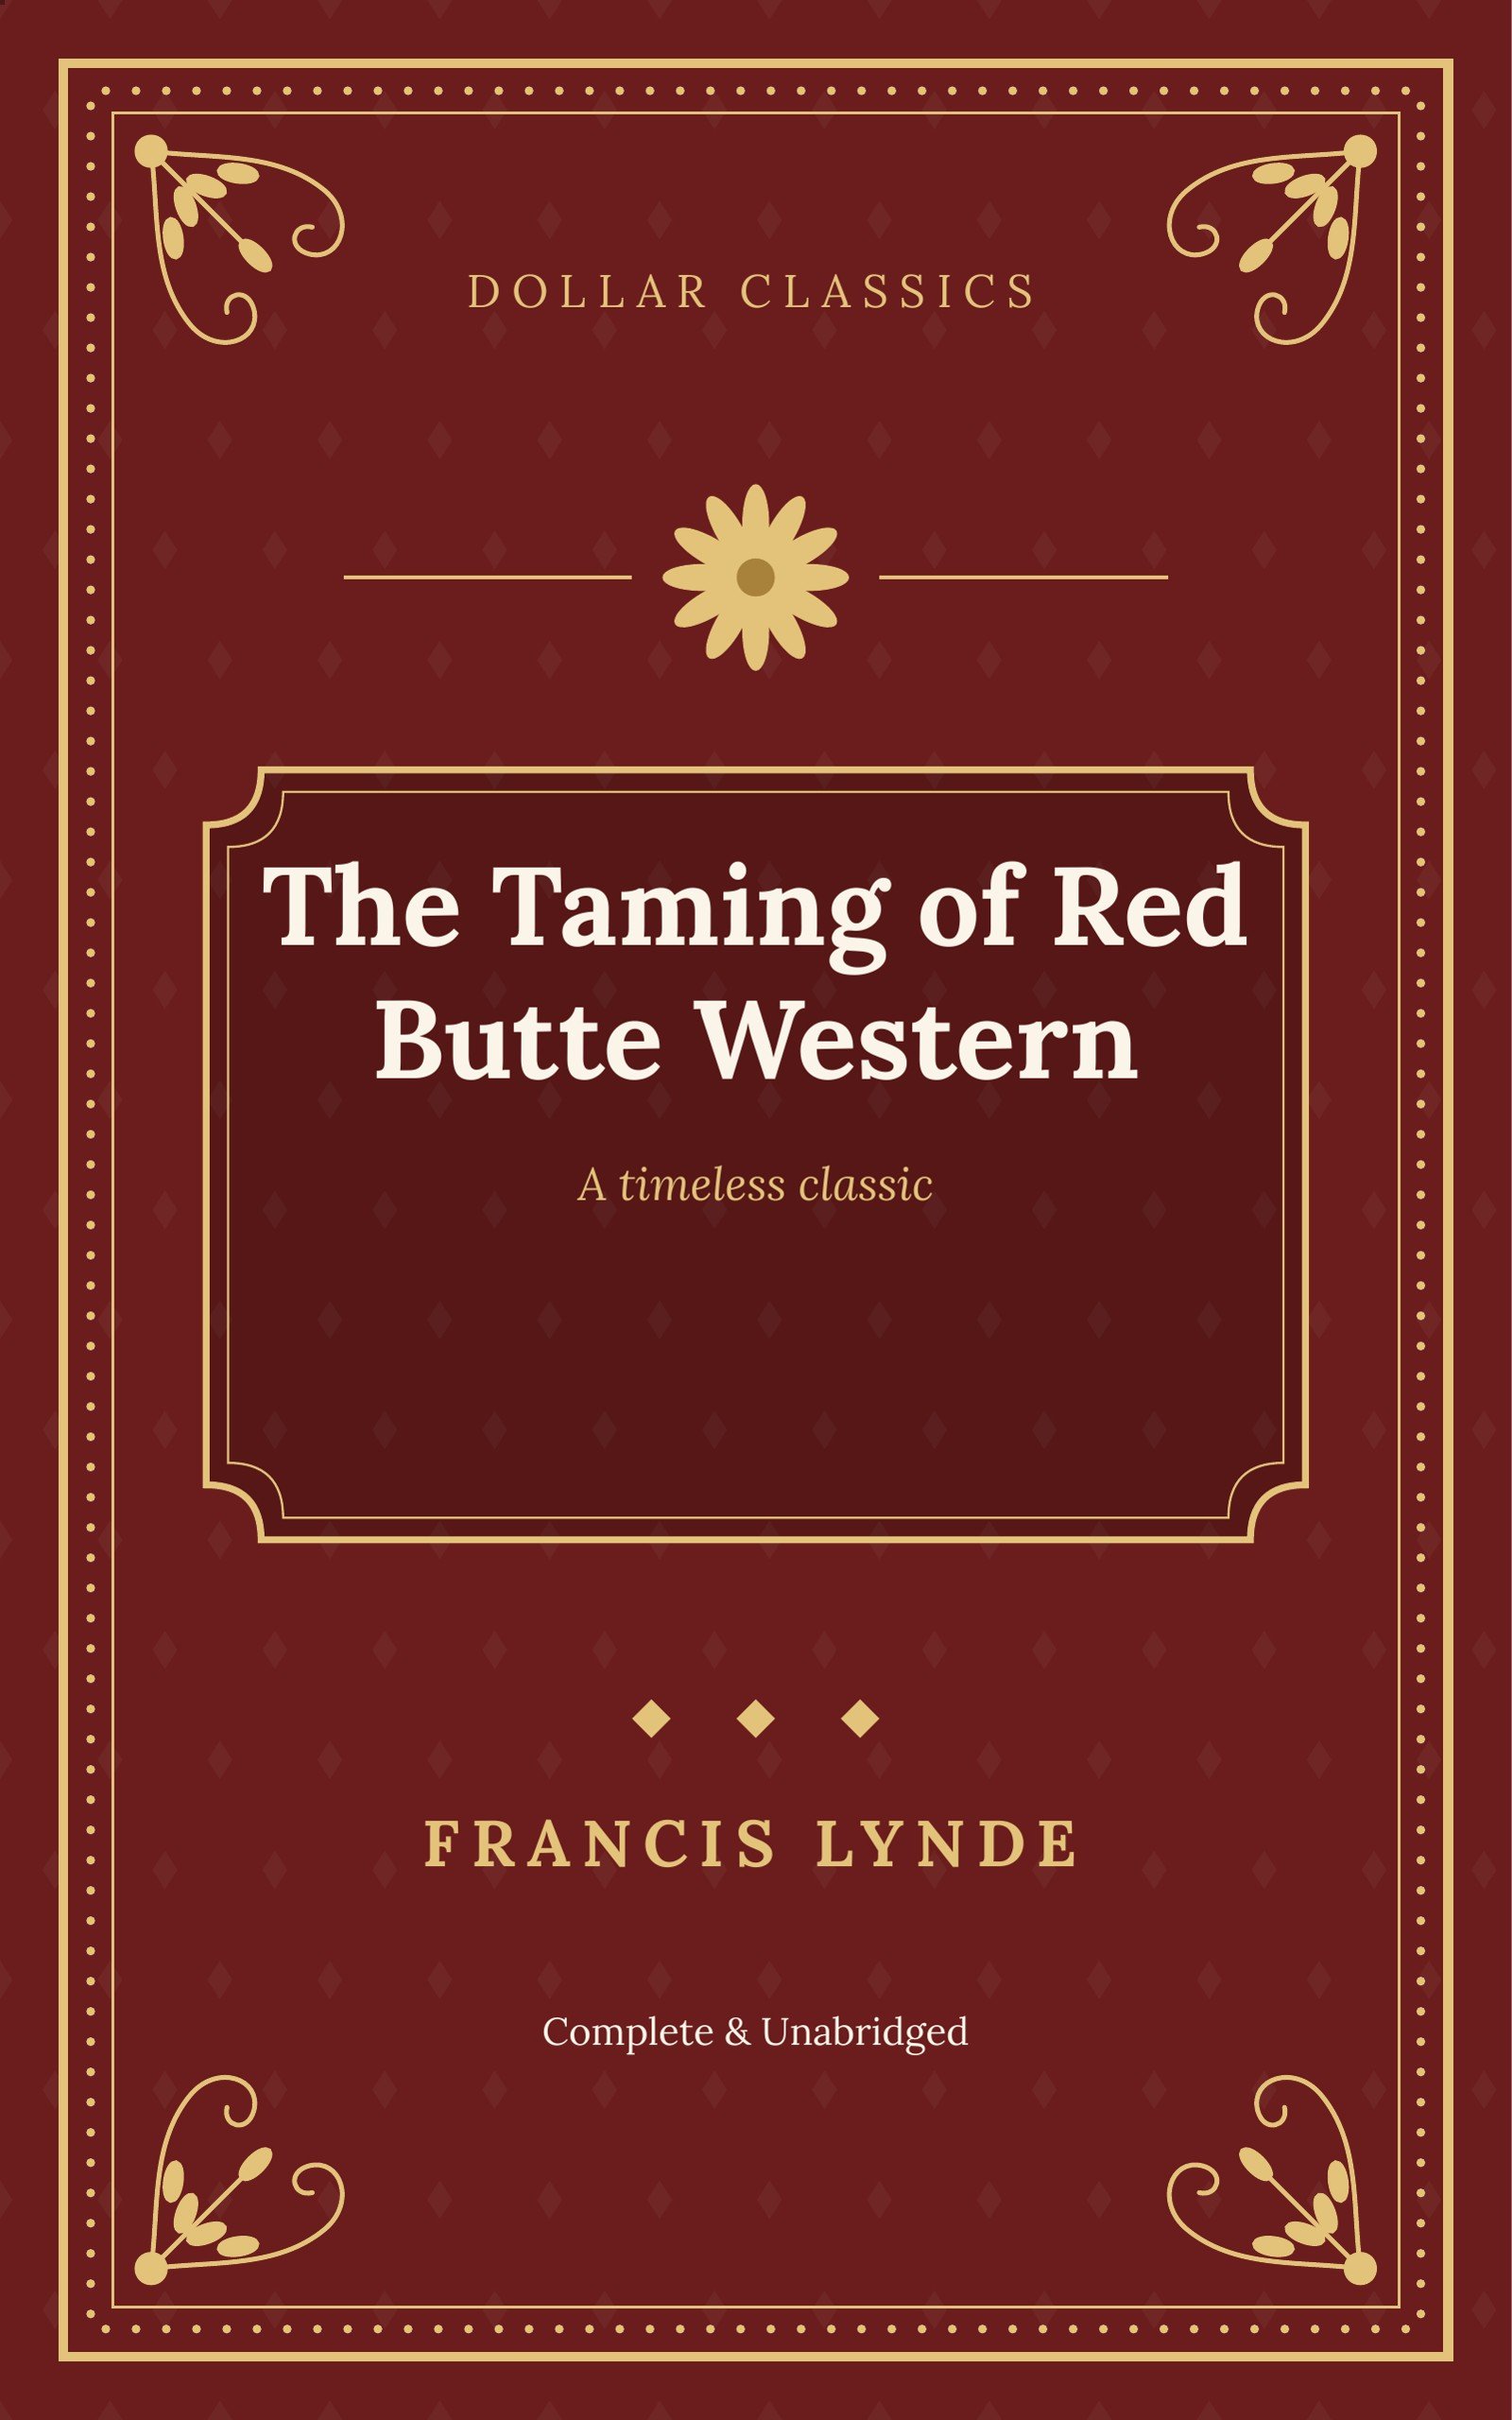 DOLLAR CLASSICS
The Taming of Red
Butte Western
A timeless classic
FRANCIS LYNDE
Complete & Unabridged